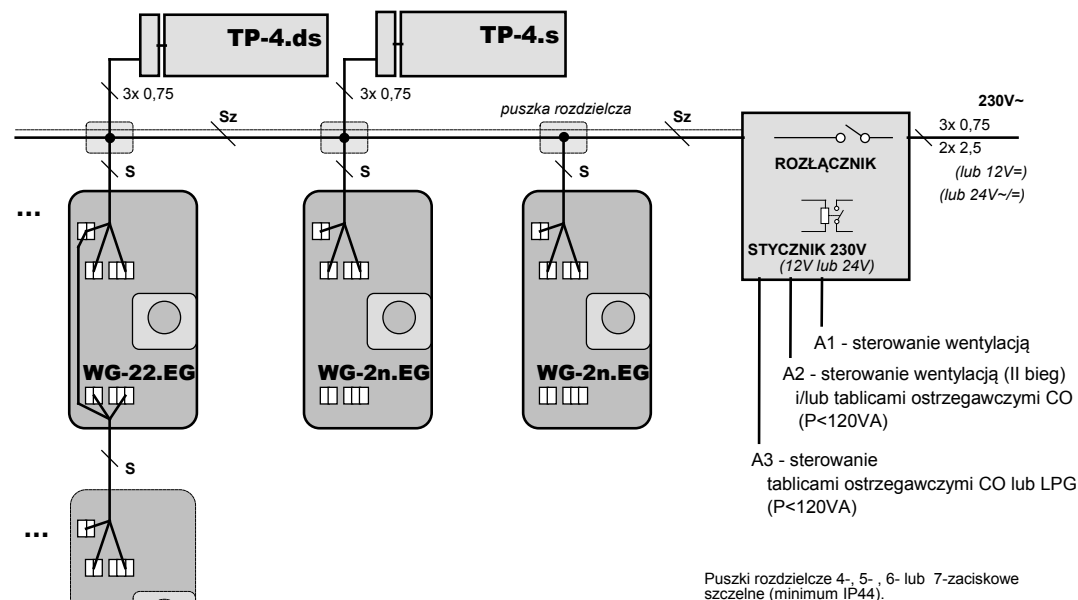 TP-4.ds
TP-4.s
3x 0,75
3x 0,75
puszka rozdzielcza
230V~
Sz
Sz
3x 0,75
2x 2,5
(lub 12V=)
(lub 24V~/=)
ROZŁĄCZNIK
S
S
S
...
STYCZNIK 230V
(12V lub 24V)
A1 - sterowanie wentylacją
WG-22.EG
WG-2n.EG
WG-2n.EG
A2 - sterowanie wentylacją (II bieg)
i/lub tablicami ostrzegawczymi CO
(P<120VA)
S
A3 - sterowanie
tablicami ostrzegawczymi CO lub LPG
(P<120VA)
...
Puszki rozdzielcze 4-, 5- , 6- lub 7-zaciskowe
szczelne (minimum IP44).